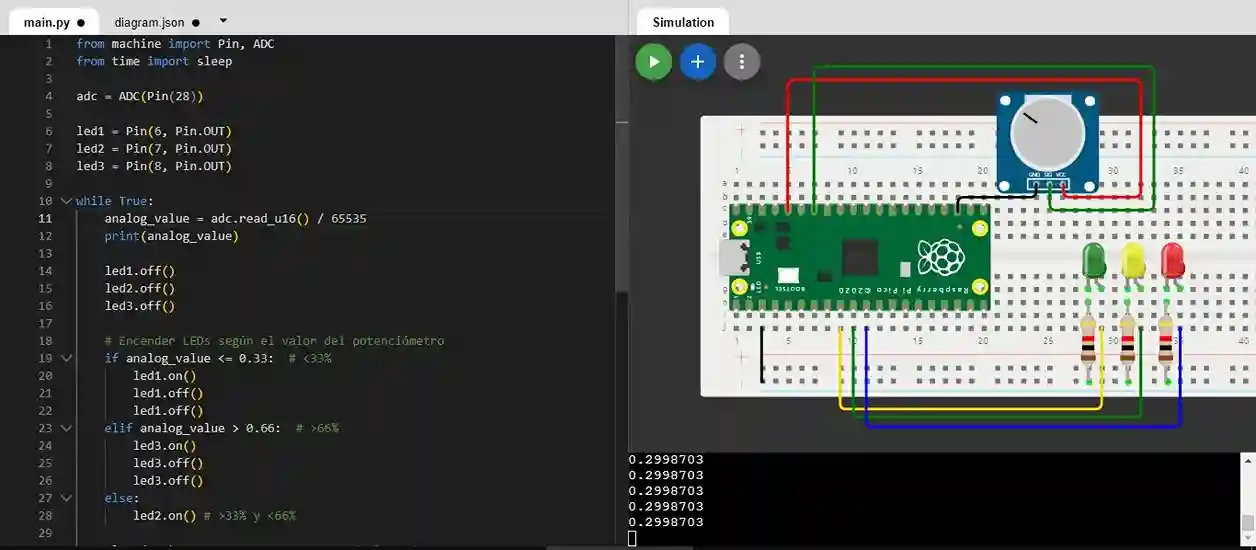 main.py ●
diagram.json ●
1 from machine import Pin, ADC
2 from time import sleep
3
4 adc = ADC(Pin(28))
5
6 led1 = Pin(6, Pin.OUT)
7 led2 = Pin(7, Pin.OUT)
8 led3 = Pin(8, Pin.OUT)
9
10 while True:
11 analog_value = adc.read_u16() / 65535
12 print(analog_value)
13
14 led1.off()
15 led2.off()
16 led3.off()
17
18 # Encender LEDs según el valor del potenciómetro
19 if analog_value <= 0.33: # <33%
20 led1.on()
21 led1.off()
22 led1.off()
23 elif analog_value > 0.66: # >66%
24 led3.on()
25 led3.off()
26 led3.off()
27 else:
28 led2.on() # >33% y <66%
29
Simulation
GND SIG VCC
1 5 10 15 20 35
USB
LED
BOOTSEL
Raspberry Pi Pico ©2020
5 10 15 20 25 30 35
0.2998703
0.2998703
0.2998703
0.2998703
0.2998703